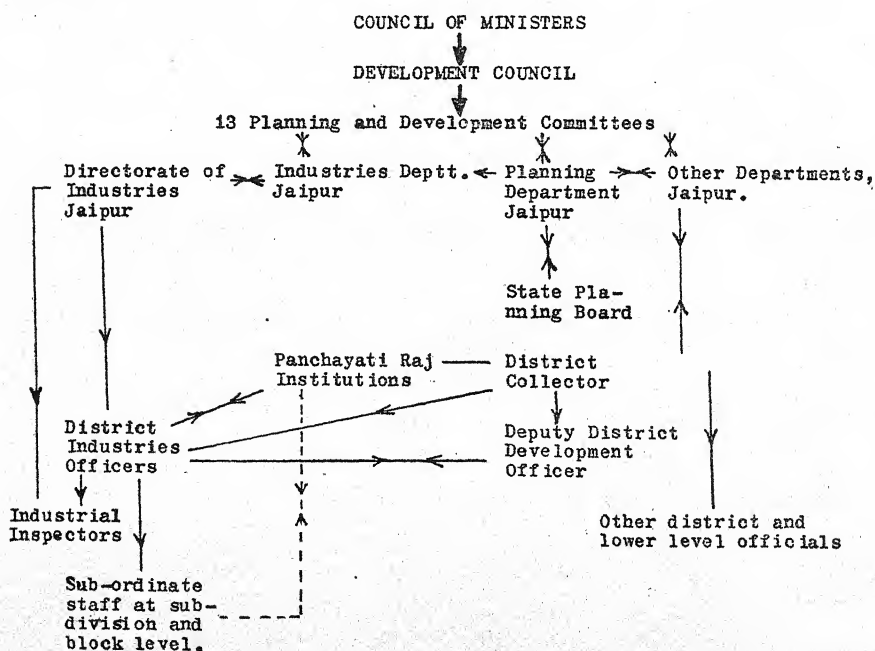 COUNCIL OF MINISTERS
DEVELOPMENT COUNCIL
13 Planning and Development Committees
Directorate of
Industries
Jaipur
Industries Deptt.
Jaipur
Planning
Department
Jaipur
Other Departments,
Jaipur.
State Pla-
nning Board
Panchayati Raj
Institutions
District
Collector
District
Industries
Officers
Deputy District
Development
Officer
Industrial
Inspectors
Other district and
lower level officials
Sub-ordinate
staff at sub-
division and
block level.